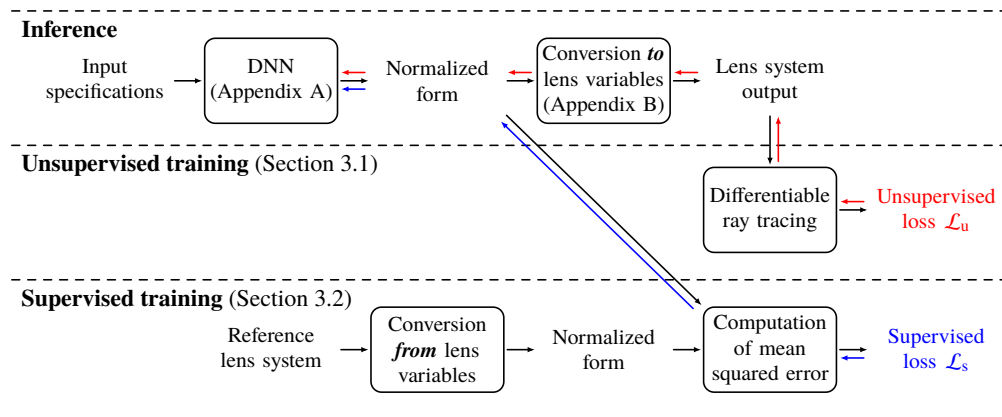 Inference
Input
specifications
DNN
(Appendix A)
Normalized
form
Conversion to
lens variables
(Appendix B)
Lens system
output
Unsupervised training (Section 3.1)
Differentiable
ray tracing
Unsupervised
loss ℒu
Supervised training (Section 3.2)
Reference
lens system
Conversion
from lens
variables
Normalized
form
Computation
of mean
squared error
Supervised
loss ℒs